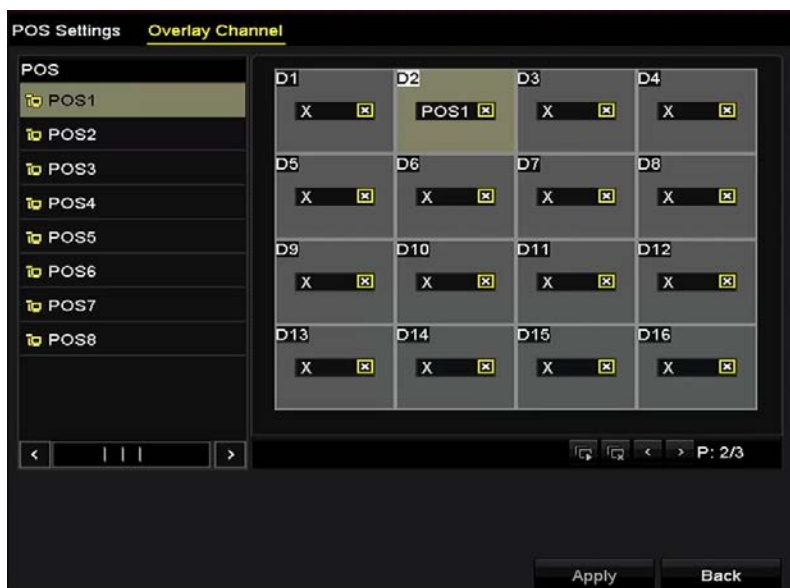 POS Settings Overlay Channel
POS
POS1
POS2
POS3
POS4
POS5
POS6
POS7
POS8
D1 D2 D3 D4
X POS1 X X
D5 D6 D7 D8
X X X X
D9 D10 D11 D12
X X X X
D13 D14 D15 D16
X X X X
P: 2/3
Apply Back